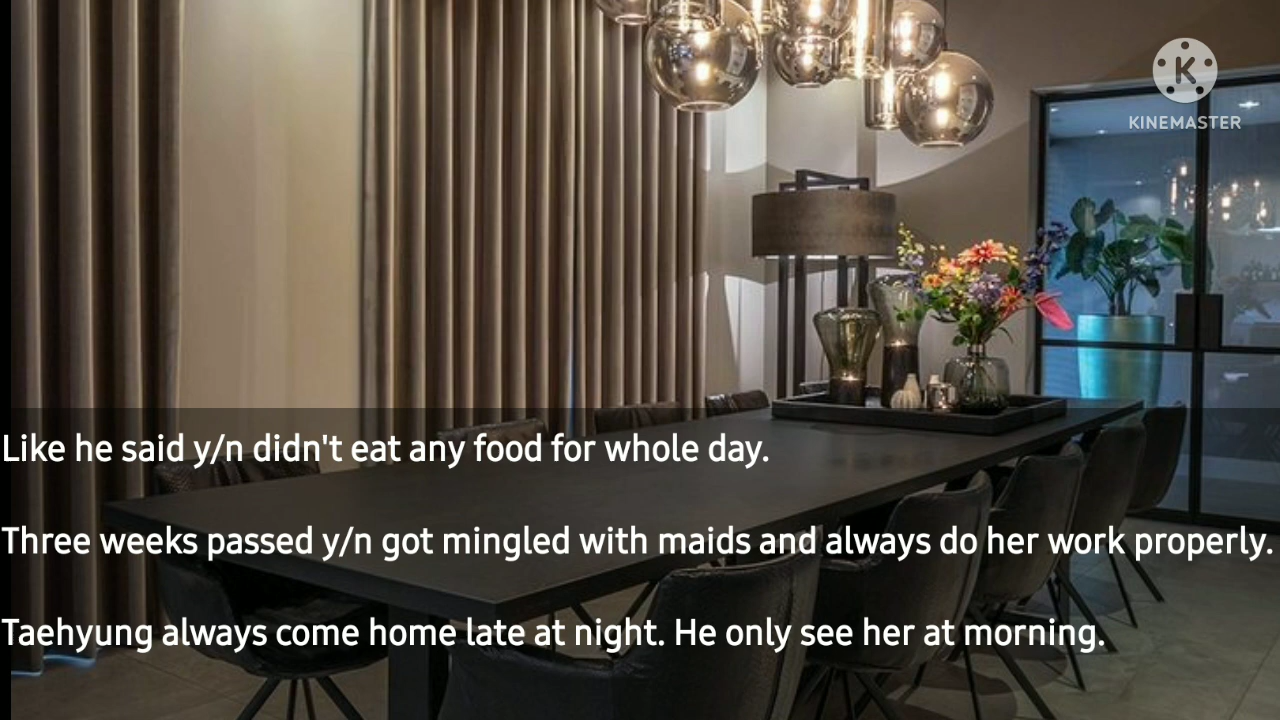 K
KINEMASTER
Like he said y/n didn't eat any food for whole day.
Three weeks passed y/n got mingled with maids and always do her work properly.
Taehyung always come home late at night. He only see her at morning.